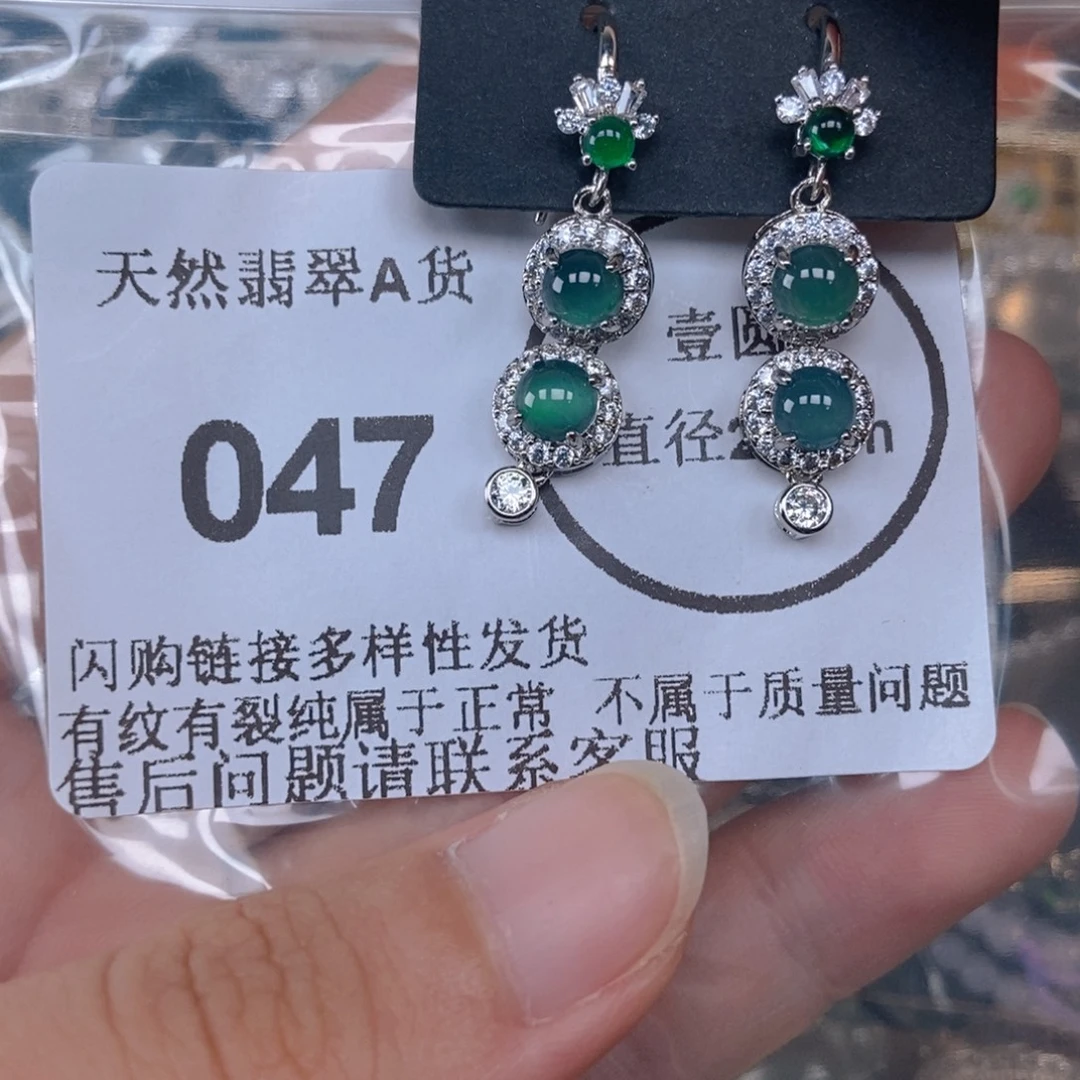 天然翡翠A货
壹圆
047
直径2
闪购链接多样性发货
有纹有裂纯属于正常 不属于质量问题
售后问题请联系客服